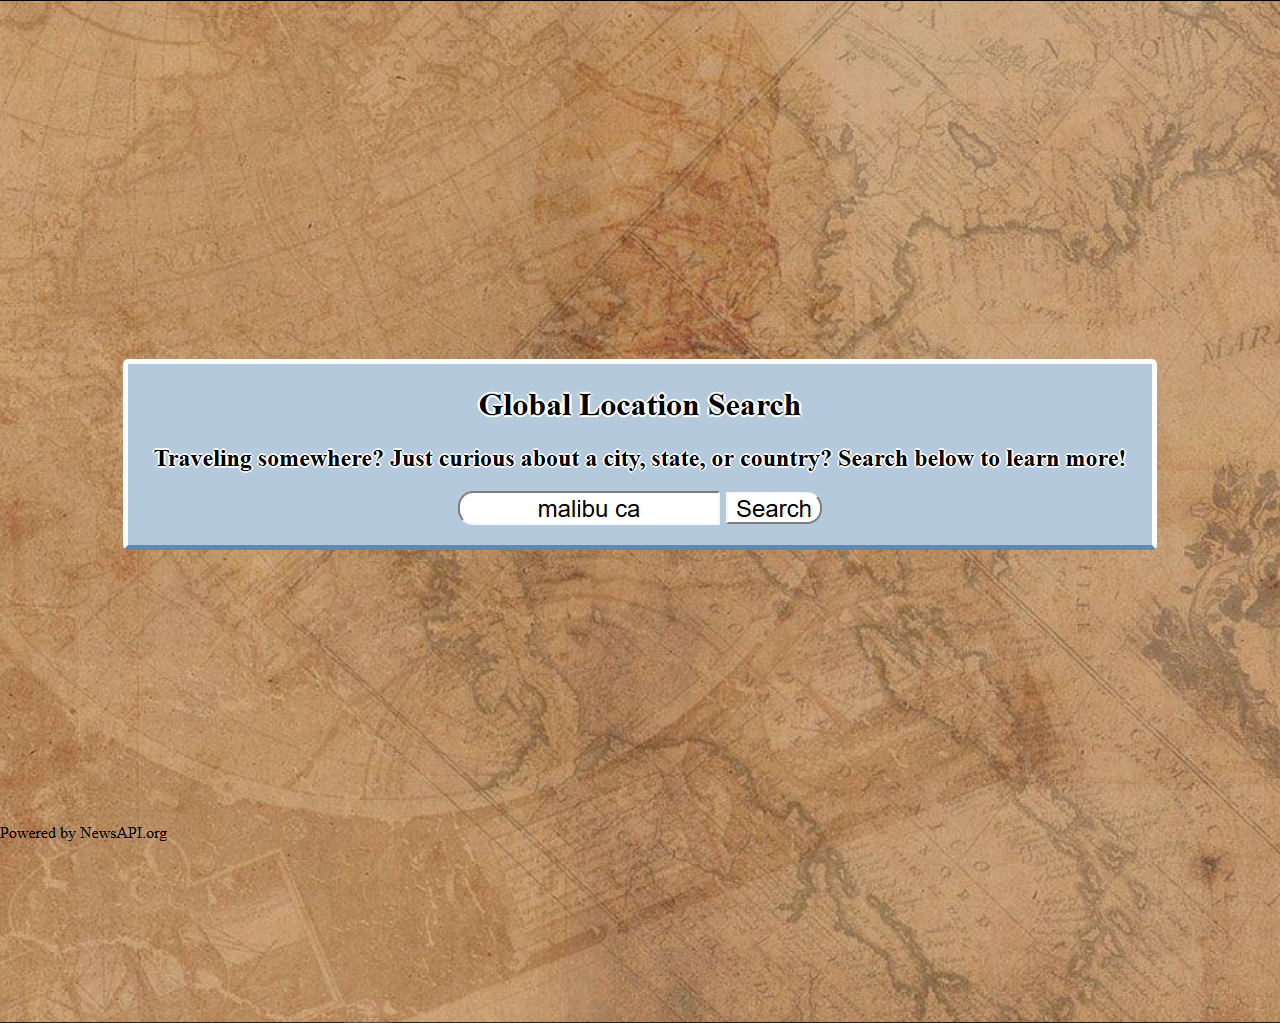 Global Location Search
Traveling somewhere? Just curious about a city, state, or country? Search below to learn more!
malibu ca
Search
Powered by NewsAPI.org